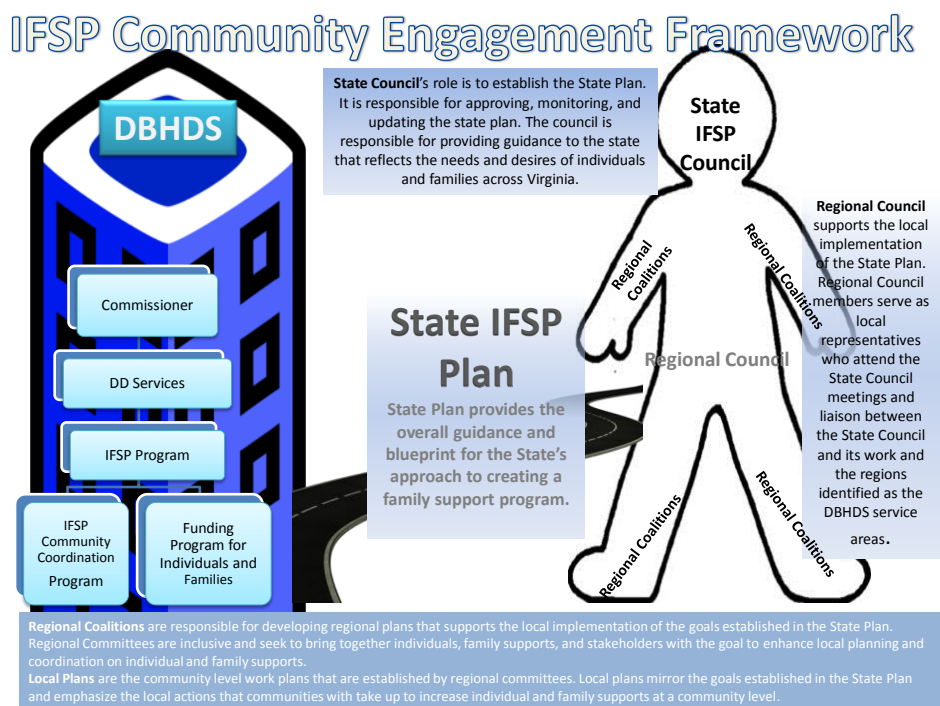 IFSP Community Engagement Framework
DBHDS
State Council's role is to establish the State Plan.
It is responsible for approving, monitoring, and
updating the state plan. The council is
responsible for providing guidance to the state
that reflects the needs and desires of individuals
and families across Virginia.
State
IFSP
Council
Regional Council
supports the local
implementation
of the State Plan.
Regional Council
members serve as
local
representatives
who attend the
State Council
meetings and
liaison between
the State Council
and its work and
the regions
identified as the
DBHDS service
areas.
Regional
Coalitions
Regional Coalitions
Commissioner
DD Services
IFSP Program
IFSP
Community
Coordination
Program
Funding
Program for
Individuals and
Families
State IFSP
Plan
State Plan provides the
overall guidance and
blueprint for the State's
approach to creating a
family support program.
Regional Council
Regional Coalitions
Regional Coalitions
Regional Coalitions are responsible for developing regional plans that supports the local implementation of the goals established in the State Plan.
Regional Committees are inclusive and seek to bring together individuals, family supports, and stakeholders with the goal to enhance local planning and
coordination on individual and family supports.
Local Plans are the community level work plans that are established by regional committees. Local plans mirror the goals established in the State Plan
and emphasize the local actions that communities with take up to increase individual and family supports at a community level.